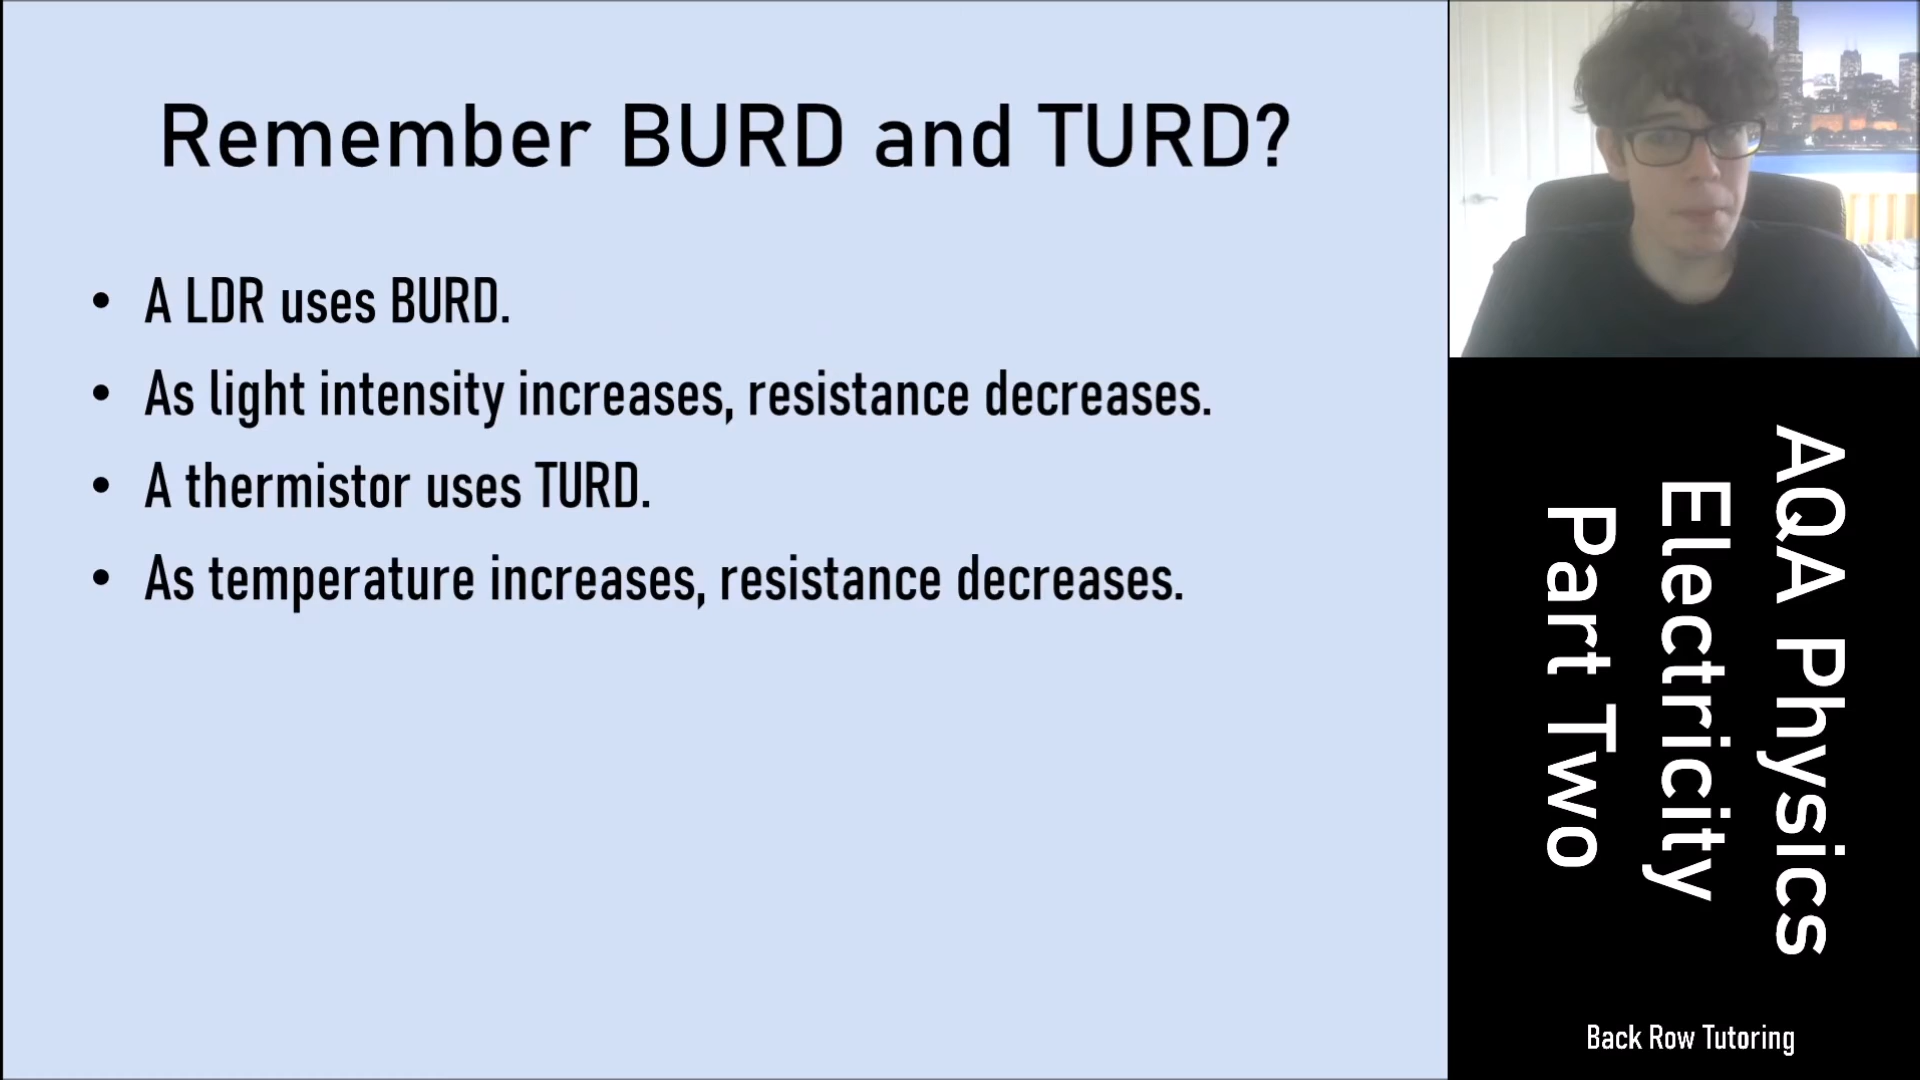 Remember BURD and TURD?
• A LDR uses BURD.
• As light intensity increases, resistance decreases.
• A thermistor uses TURD.
• As temperature increases, resistance decreases.
AQA Physics
Electricity
Part Two
Back Row Tutoring